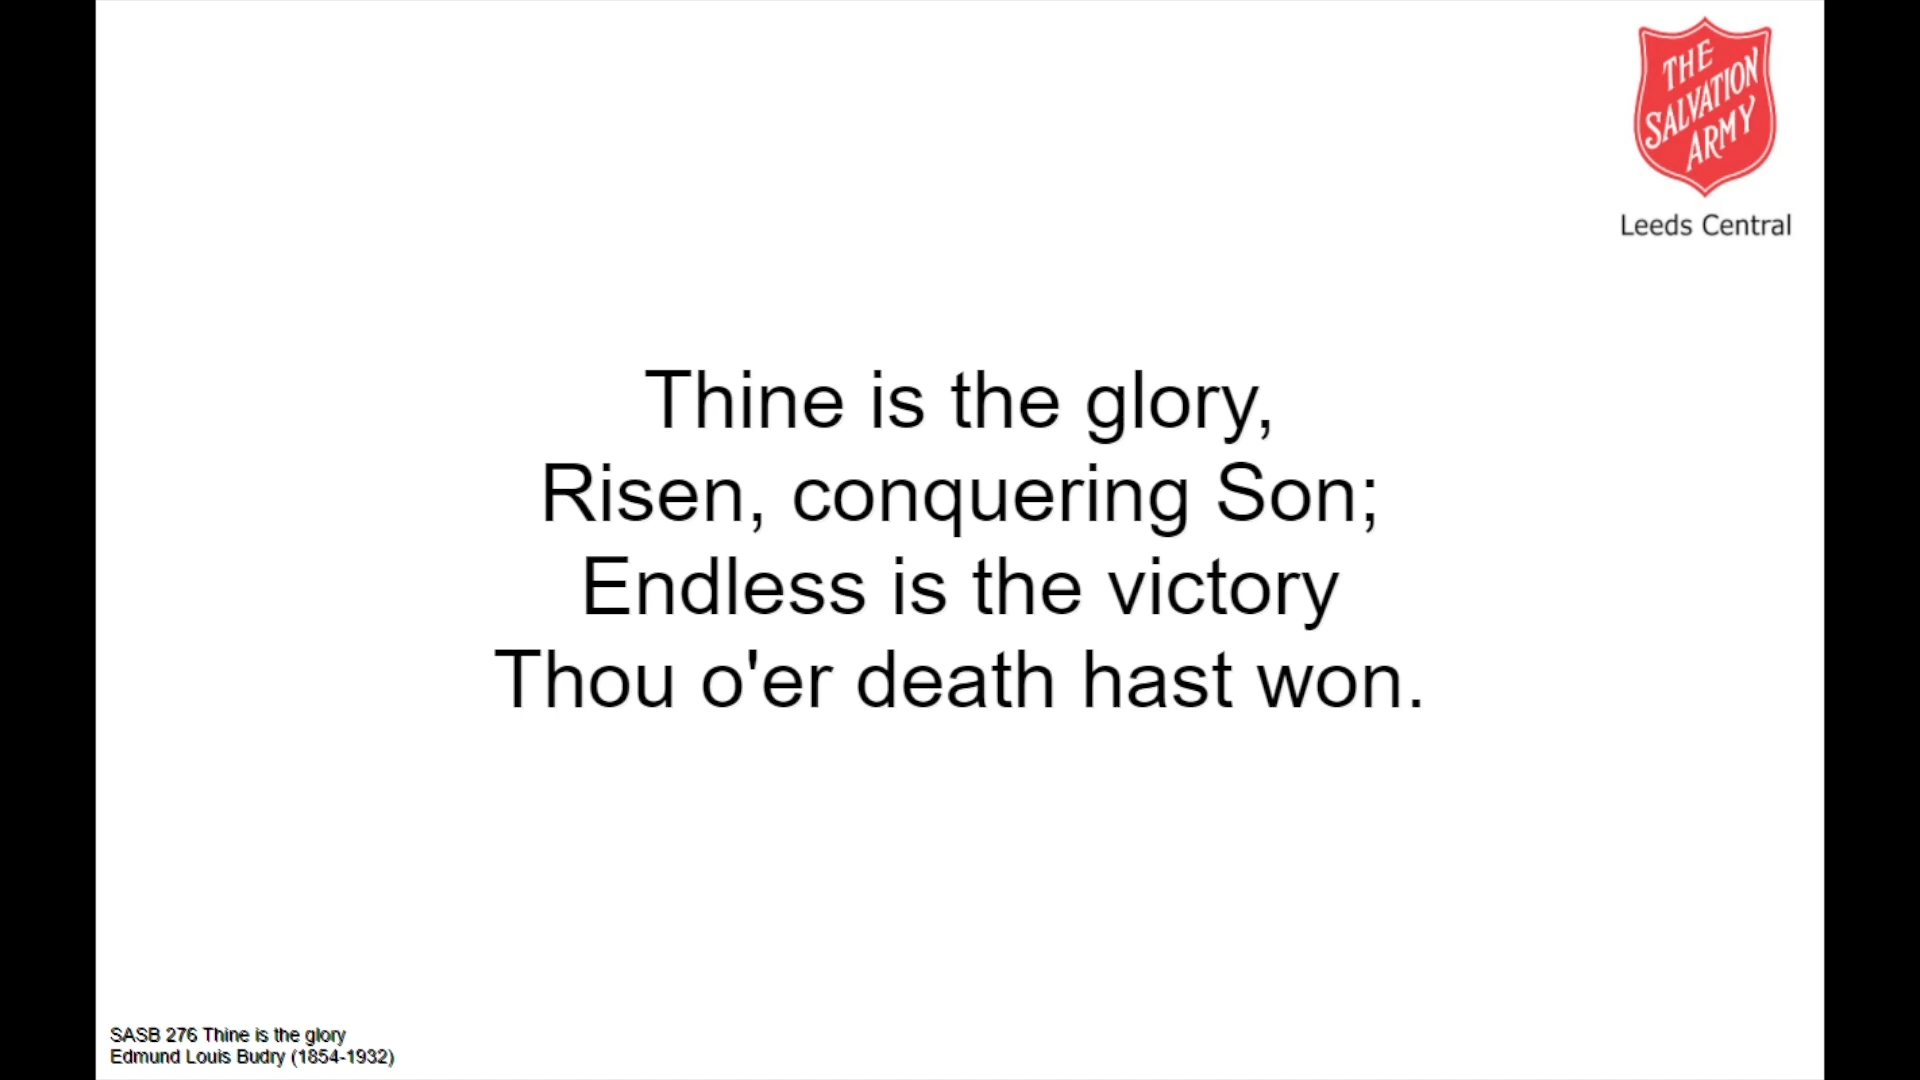 THE
SALVATION
ARMY
Leeds Central
Thine is the glory,
Risen, conquering Son;
Endless is the victory
Thou o'er death hast won.
SASB 276 Thine is the glory
Edmund Louis Budry (1854-1932)